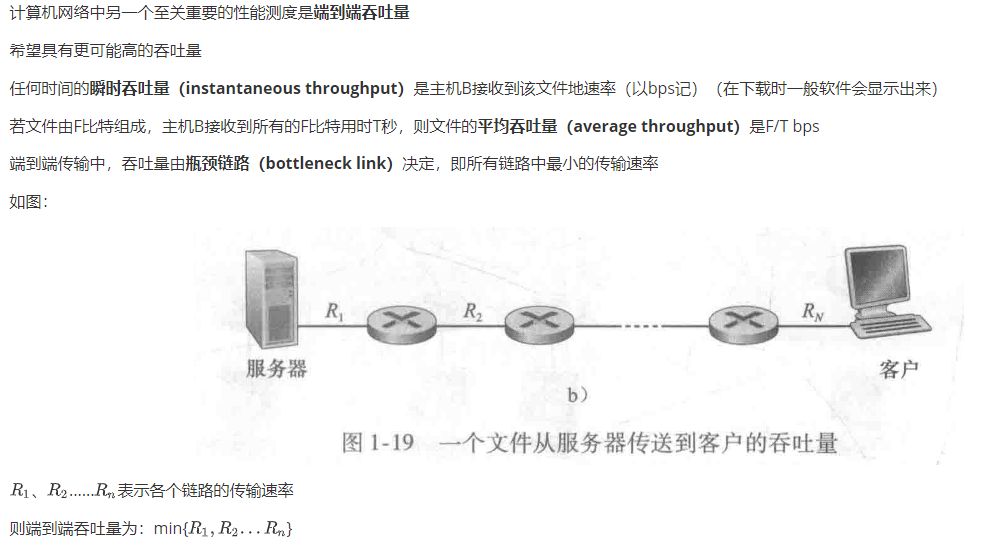 计算机网络中另一个至关重要的性能测度是端到端吞吐量
希望具有更可能高的吞吐量
任何时间的瞬时吞吐量（instantaneous throughput）是主机B接收到该文件地速率（以bps记）（在下载时一般软件会显示出来）
若文件由F比特组成，主机B接收到所有的F比特用时T秒，则文件的平均吞吐量（average throughput）是F/T bps
端到端传输中，吞吐量由瓶颈链路（bottleneck link）决定，即所有链路中最小的传输速率
如图：
R₁ R₂ R_N
服务器 客户
b）
图 1-19 一个文件从服务器传送到客户的吞吐量
R₁、R₂......Rₙ表示各个链路的传输速率
则端到端吞吐量为：min{R₁, R₂...Rₙ}